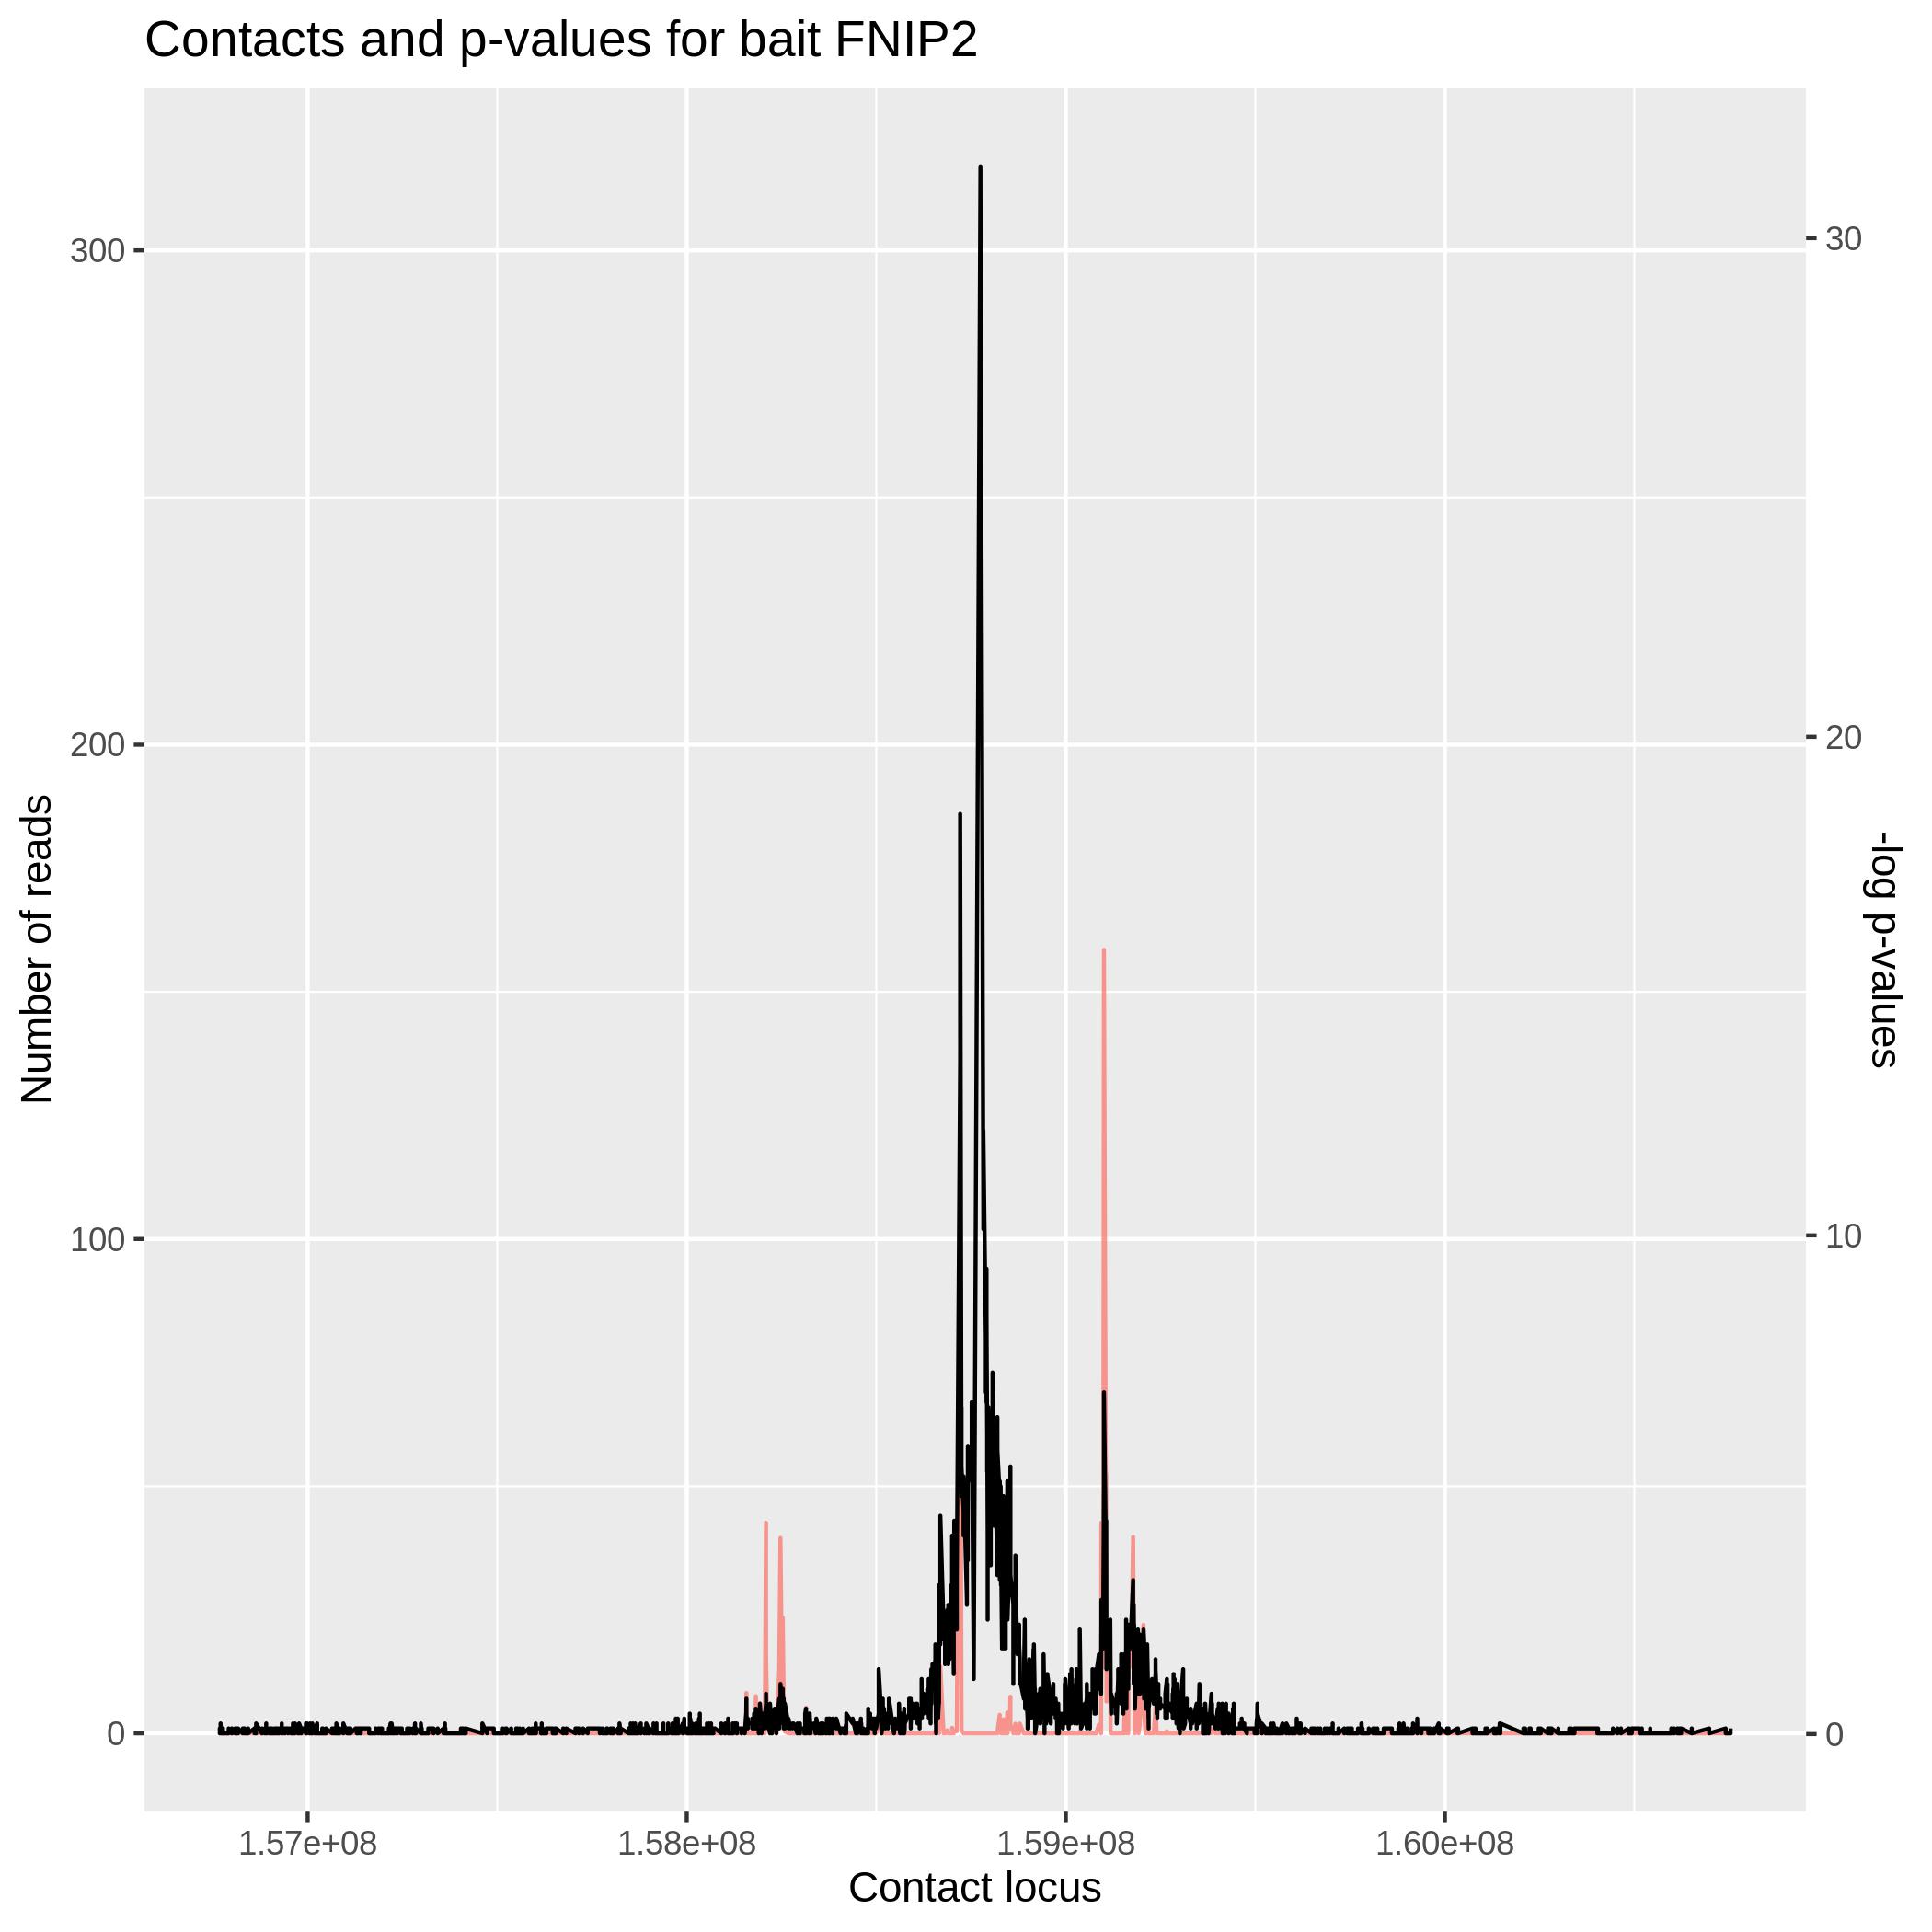 Contacts and p-values for bait FNIP2
Number of reads
300
200
100
0
30
20
10
0
-log p-values
1.57e+08
1.58e+08
1.59e+08
1.60e+08
Contact locus